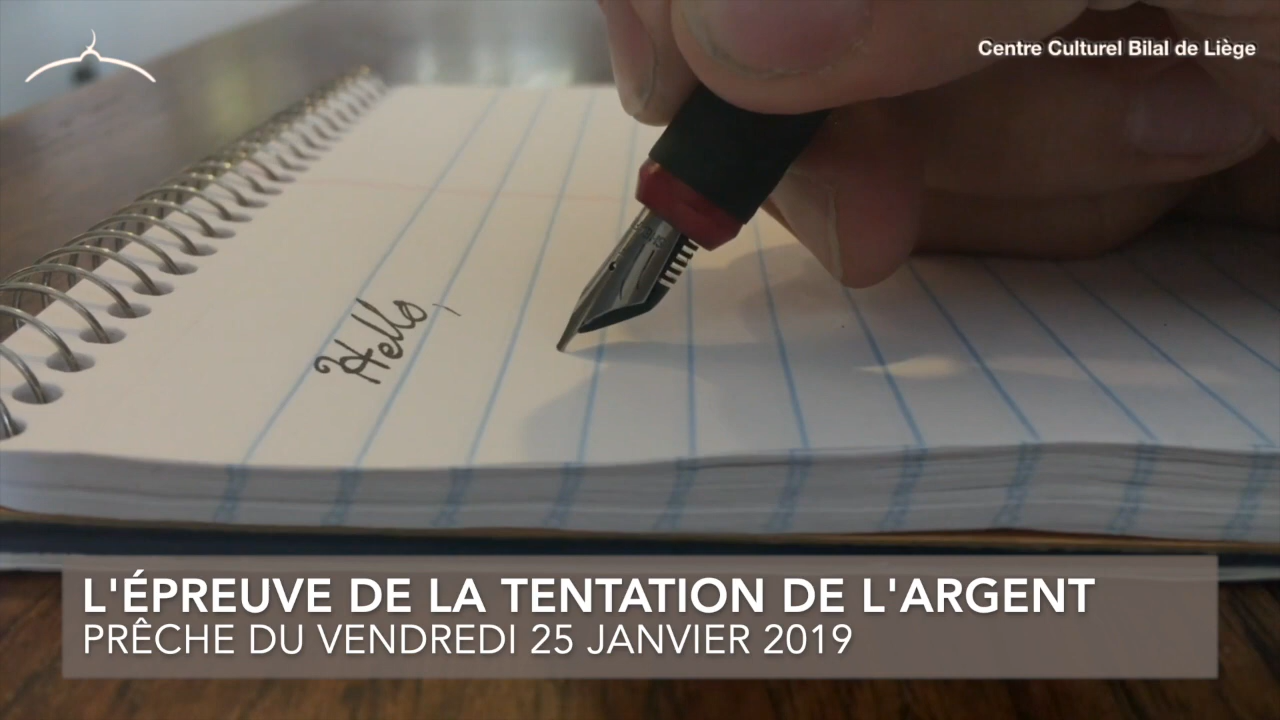 Centre Culturel Bilal de Liège
Hello,
L'ÉPREUVE DE LA TENTATION DE L'ARGENT
PRÊCHE DU VENDREDI 25 JANVIER 2019